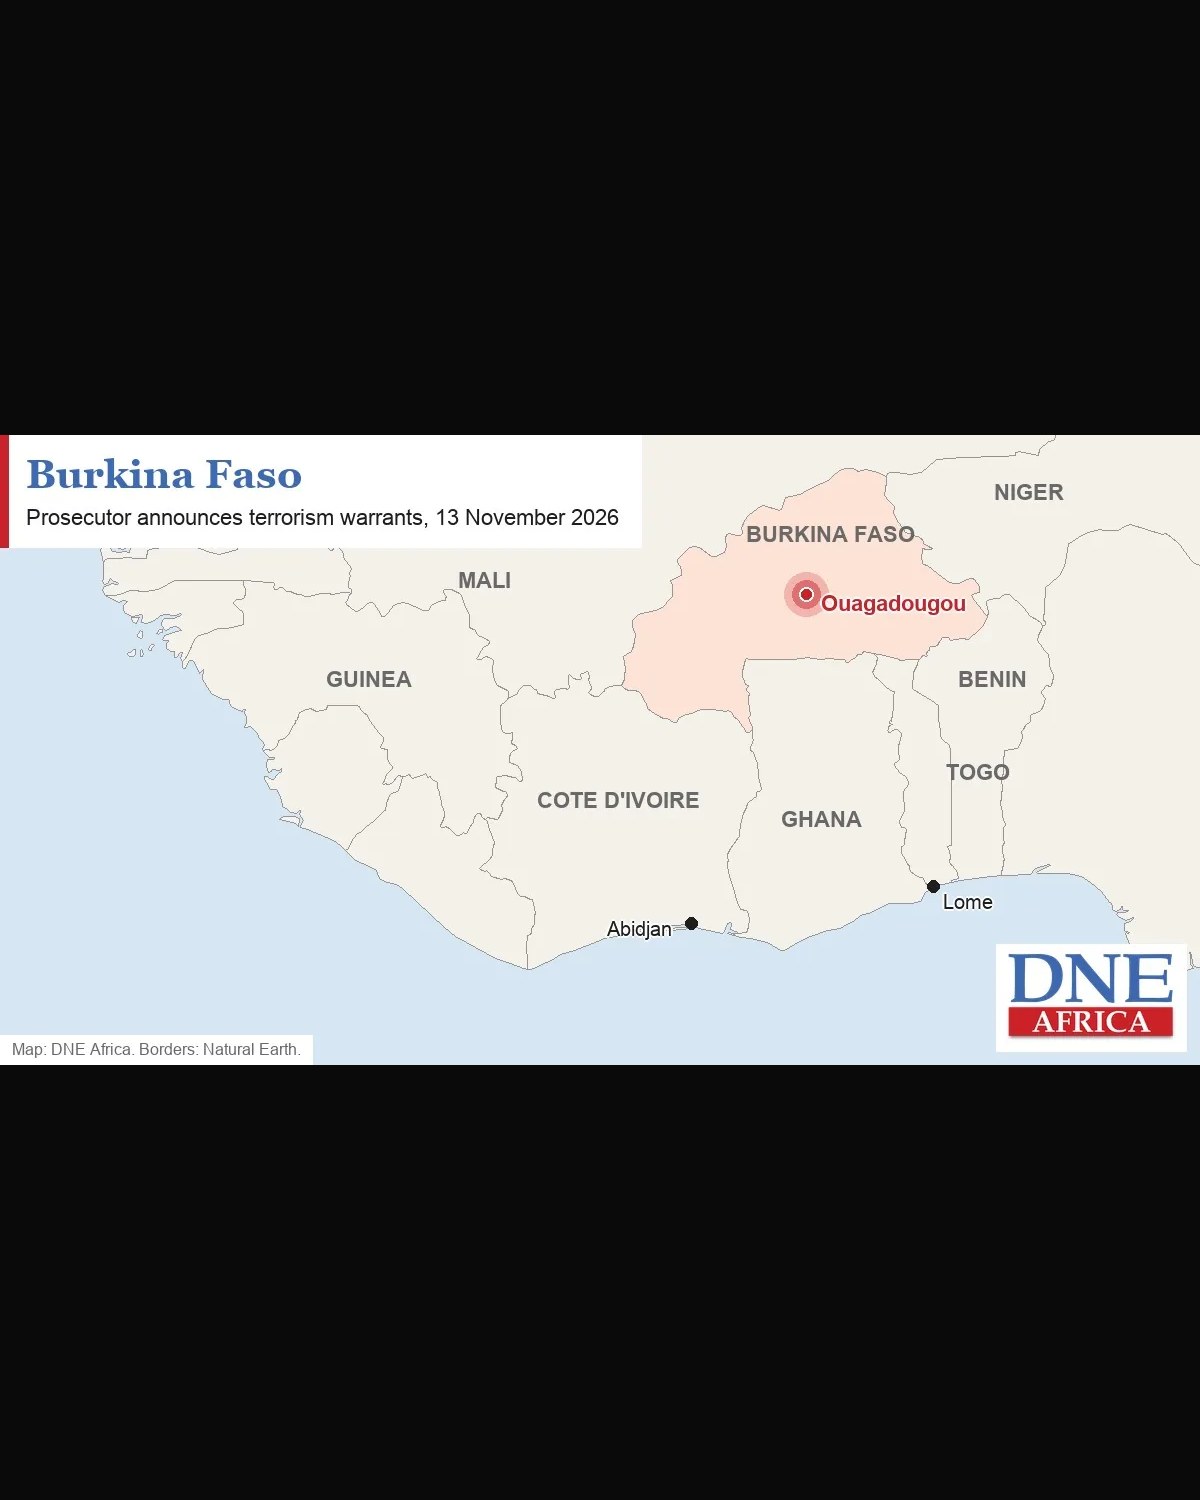 Burkina Faso
Prosecutor announces terrorism warrants, 13 November 2026
NIGER
BURKINA FASO
MALI
Ouagadougou
GUINEA
BENIN
TOGO
COTE D'IVOIRE
GHANA
Lome
Abidjan
DNE
AFRICA
Map: DNE Africa. Borders: Natural Earth.